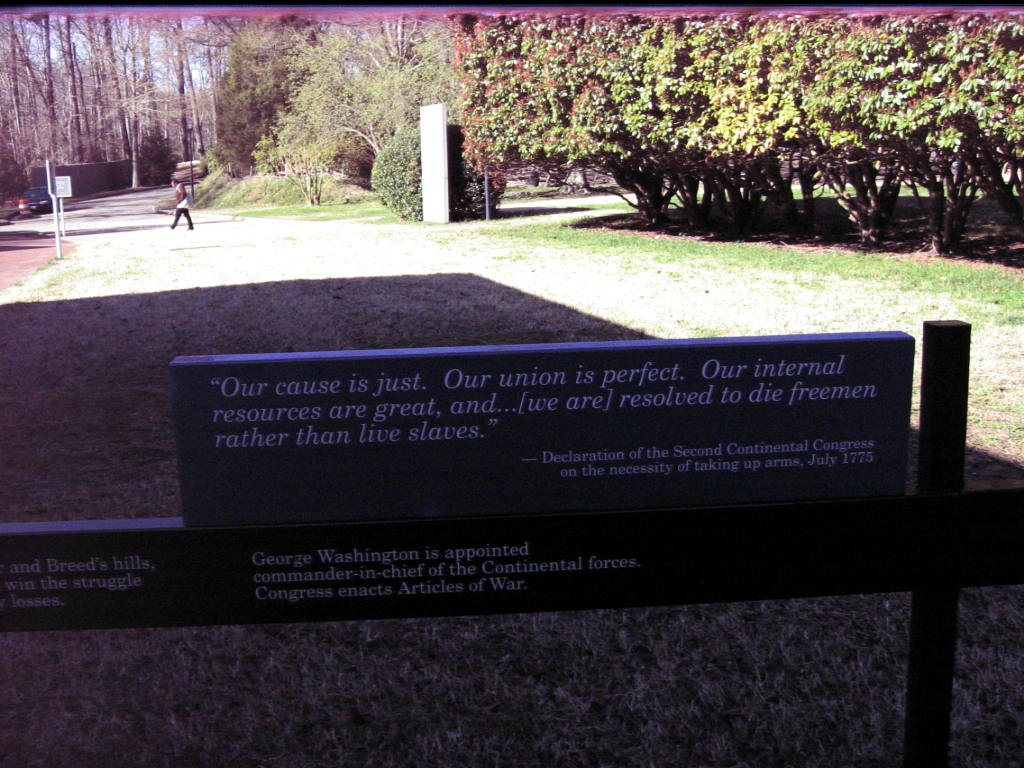 “Our cause is just. Our union is perfect. Our internal
resources are great, and...[we are] resolved to die freemen
rather than live slaves.”
— Declaration of the Second Continental Congress
on the necessity of taking up arms, July 1775
and Breed's hills,
win the struggle
losses.
George Washington is appointed
commander-in-chief of the Continental forces.
Congress enacts Articles of War.